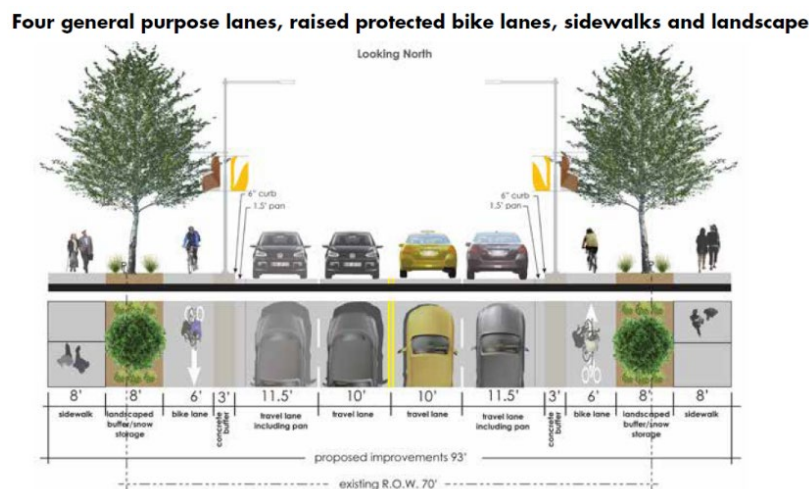 Four general purpose lanes, raised protected bike lanes, sidewalks and landscape
Looking North
6" curb
1.5' pan
6" curb
1.5' pan
8' 8' 6' 3' 11.5' 10' 10' 11.5' 3' 6' 8' 8'
sidewalk
landscaped
buffer/snow
storage
bike lane
concrete
buffer
travel lane
including pan
travel lane
travel lane
travel lane
including pan
concrete
buffer
bike lane
landscaped
buffer/snow
storage
sidewalk
proposed improvements 93'
existing R.O.W. 70'